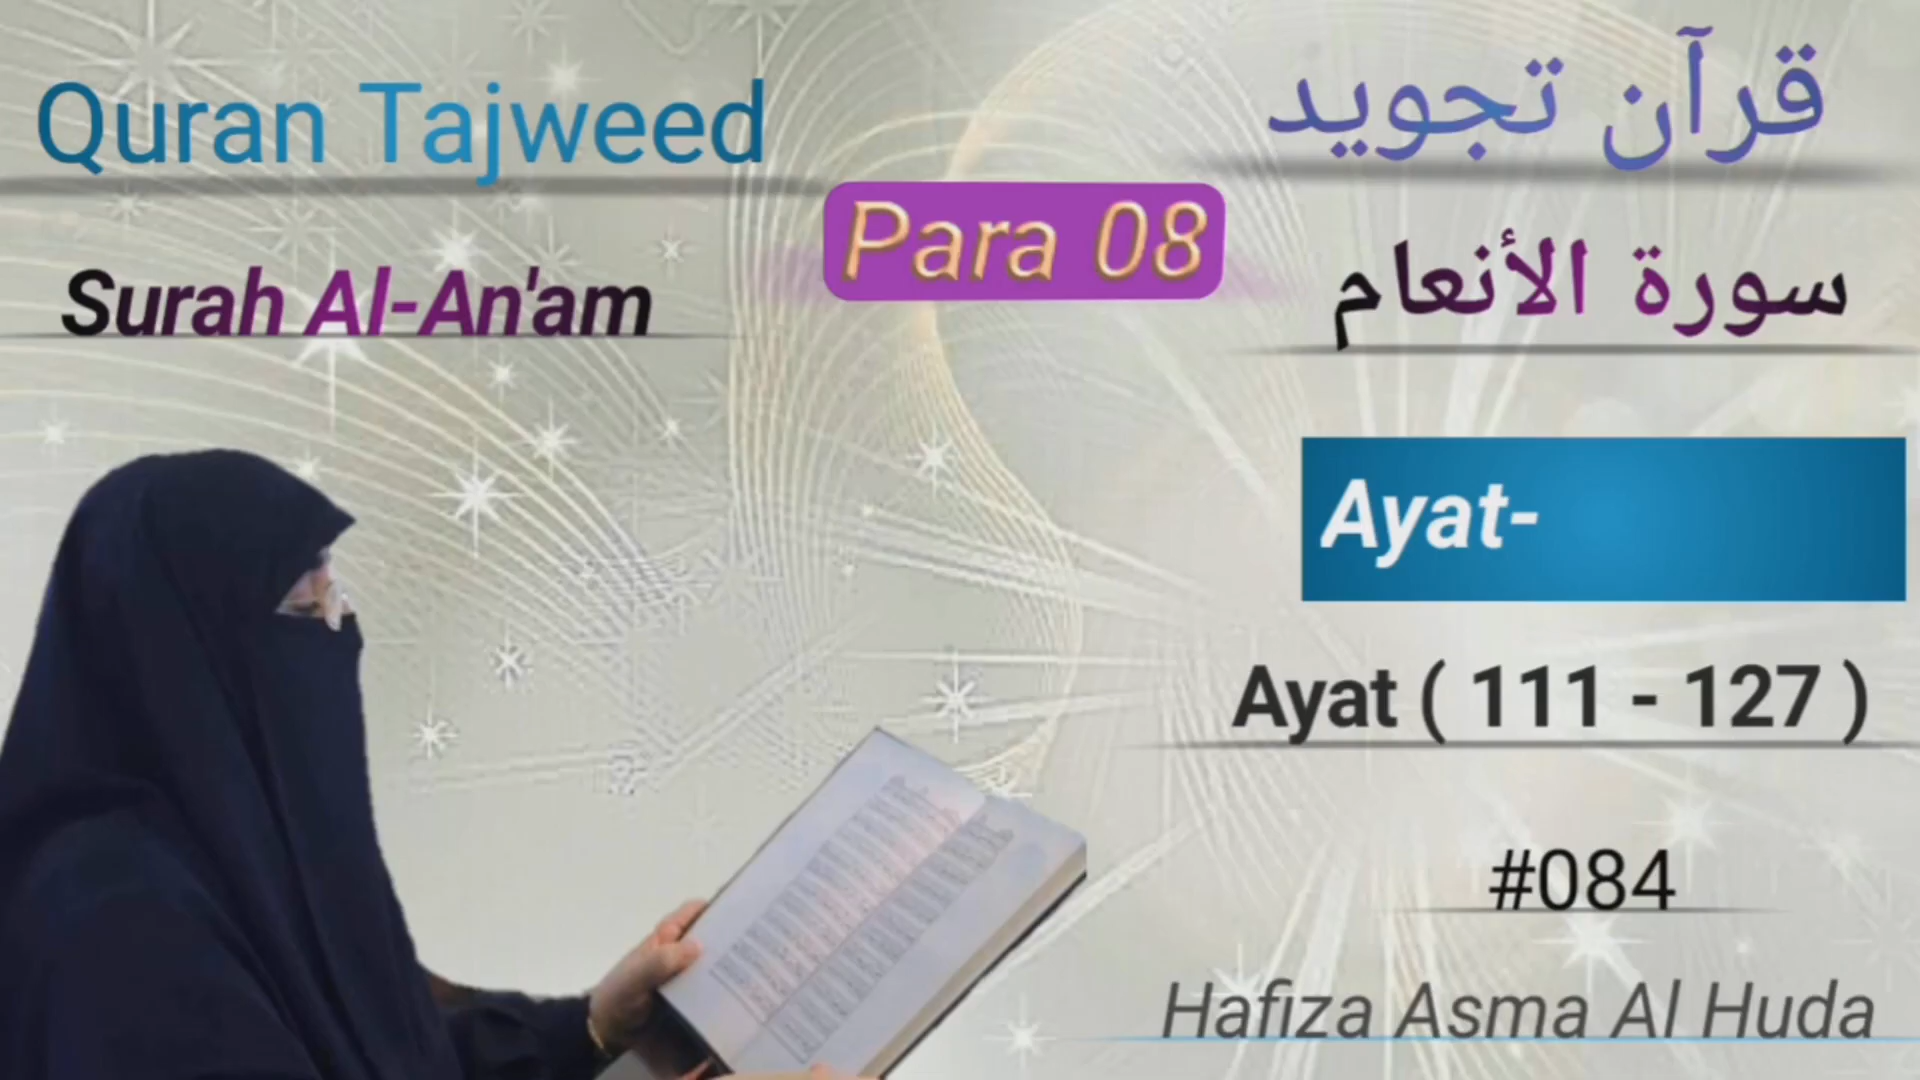 Quran Tajweed
قرآن تجويد
Para 08
Surah Al-An'am
سورة الأنعام
Ayat-
Ayat ( 111 - 127 )
#084
Hafiza Asma Al Huda